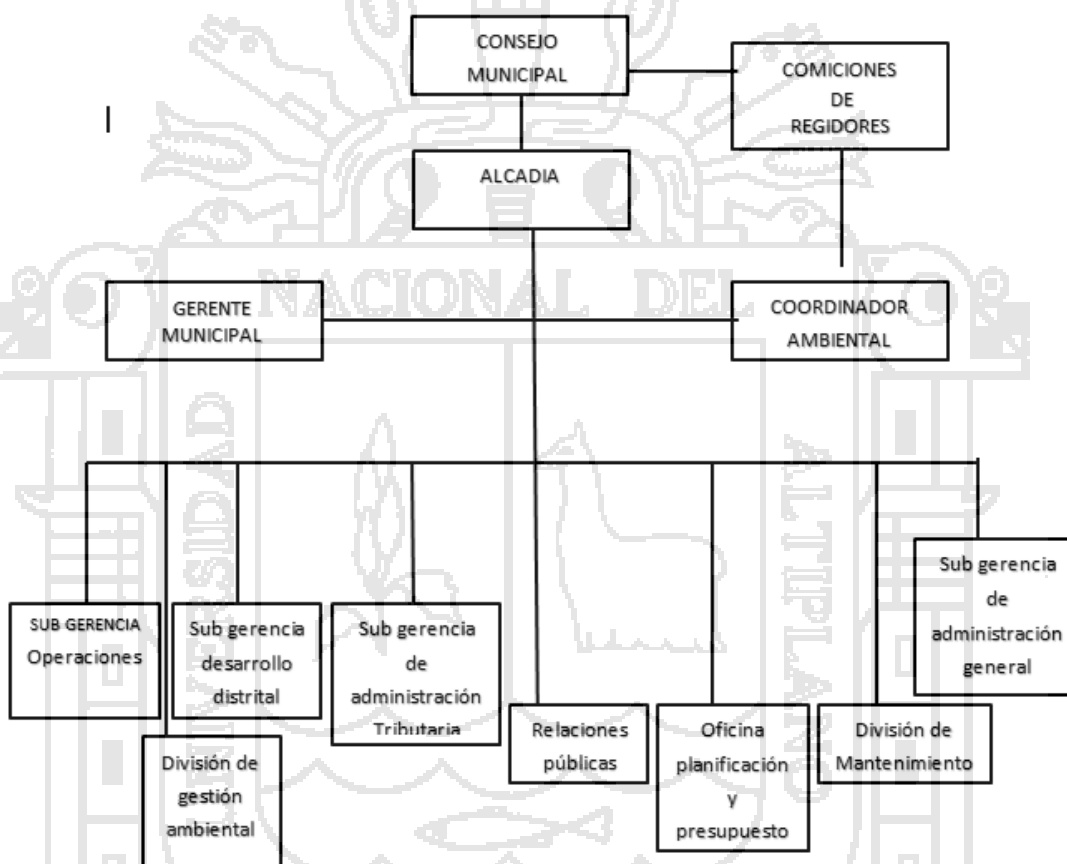 CONSEJO
MUNICIPAL
COMICIONES
DE
REGIDORES
ALCADIA
NACIONAL DEL
GERENTE
MUNICIPAL
COORDINADOR
AMBIENTAL
UNIVERSIDAD
ALTIPLANO
SUB GERENCIA
Operaciones
División de
gestión
ambiental
Sub gerencia
desarrollo
distrital
Sub gerencia
de
administración
Tributaria
Relaciones
públicas
Oficina
planificación
y
presupuesto
División de
Mantenimiento
Sub gerencia
de
administración
general